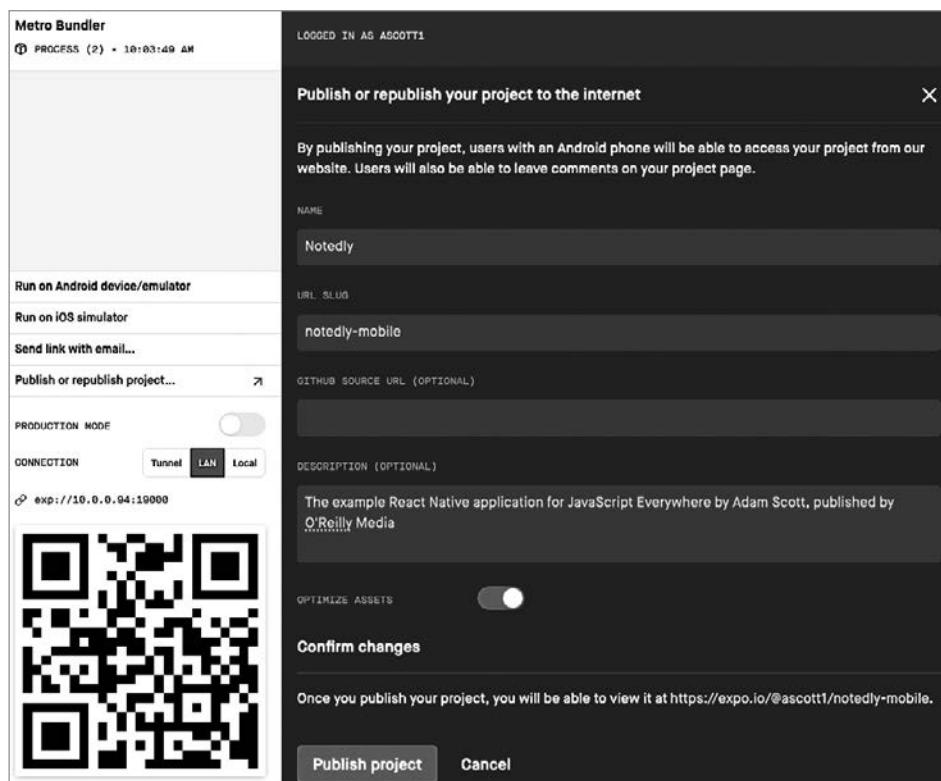 Metro Bundler
PROCESS (2) • 10:03:49 AM
Run on Android device/emulator
Run on iOS simulator
Send link with email...
Publish or republish project...
PRODUCTION MODE
CONNECTION
Tunnel LAN Local
exp://10.0.0.94:19000
LOGGED IN AS ASCOTT1
Publish or republish your project to the internet
By publishing your project, users with an Android phone will be able to access your project from our
website. Users will also be able to leave comments on your project page.
NAME
Notedly
URL SLUG
notedly-mobile
GITHUB SOURCE URL (OPTIONAL)
DESCRIPTION (OPTIONAL)
The example React Native application for JavaScript Everywhere by Adam Scott, published by
O'Reilly Media
OPTIMIZE ASSETS
Confirm changes
Once you publish your project, you will be able to view it at https://expo.io/@ascott1/notedly-mobile.
Publish project Cancel